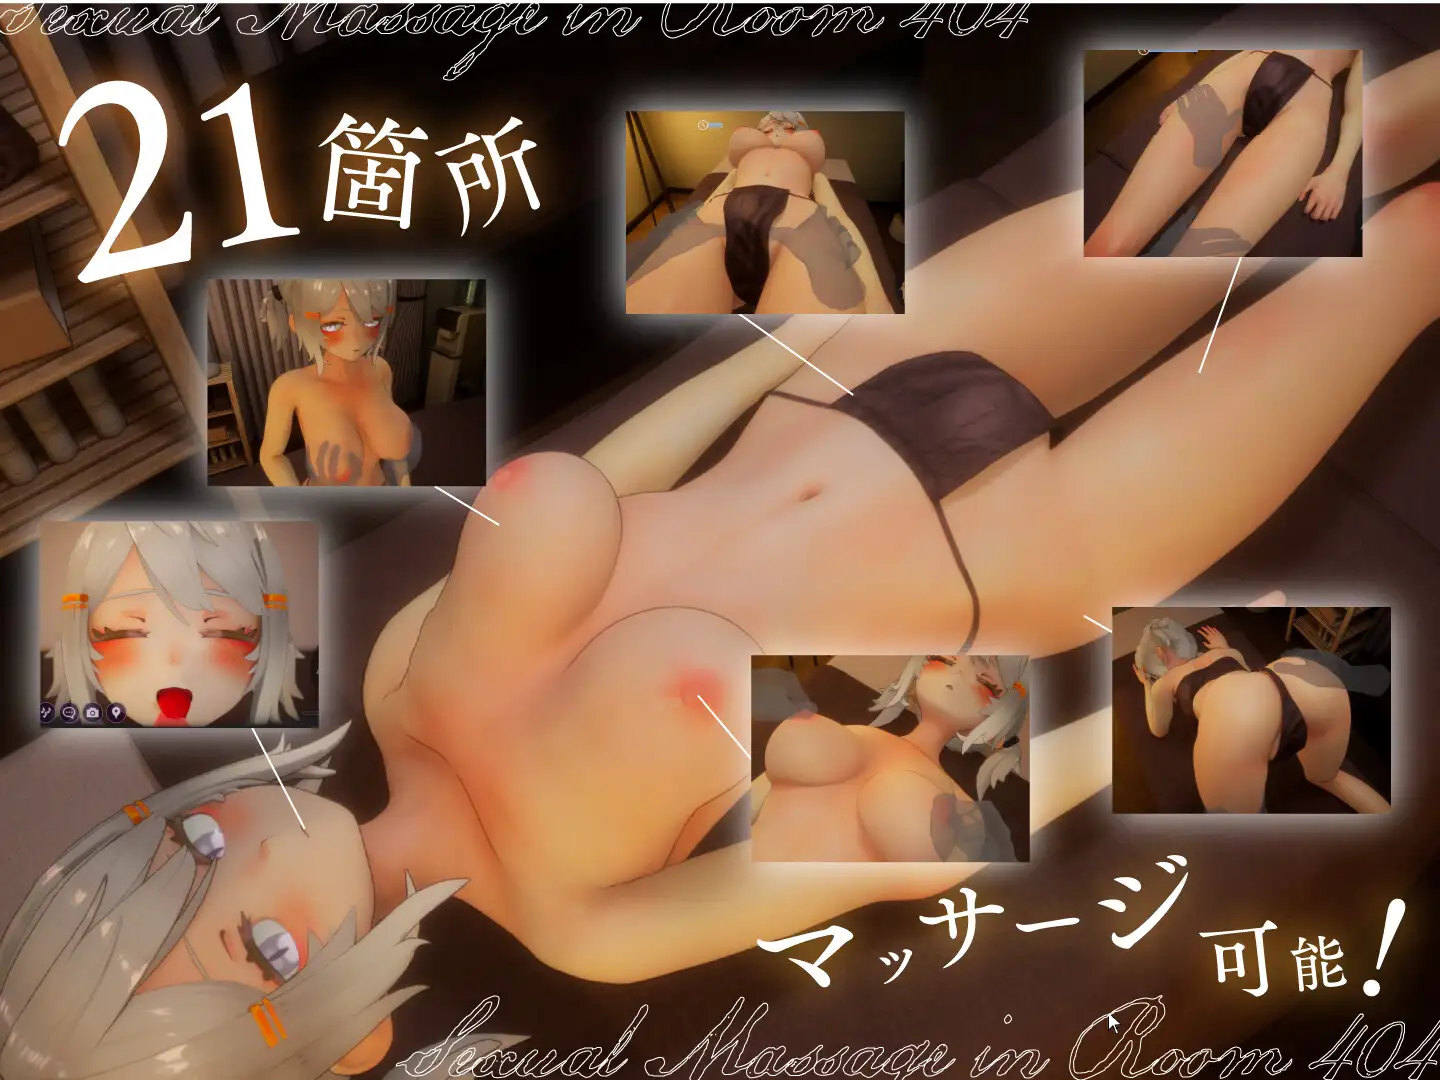 Sexual Massage in Room 404
21箇所
マッサージ可能!
Sexual Massage in Room 404